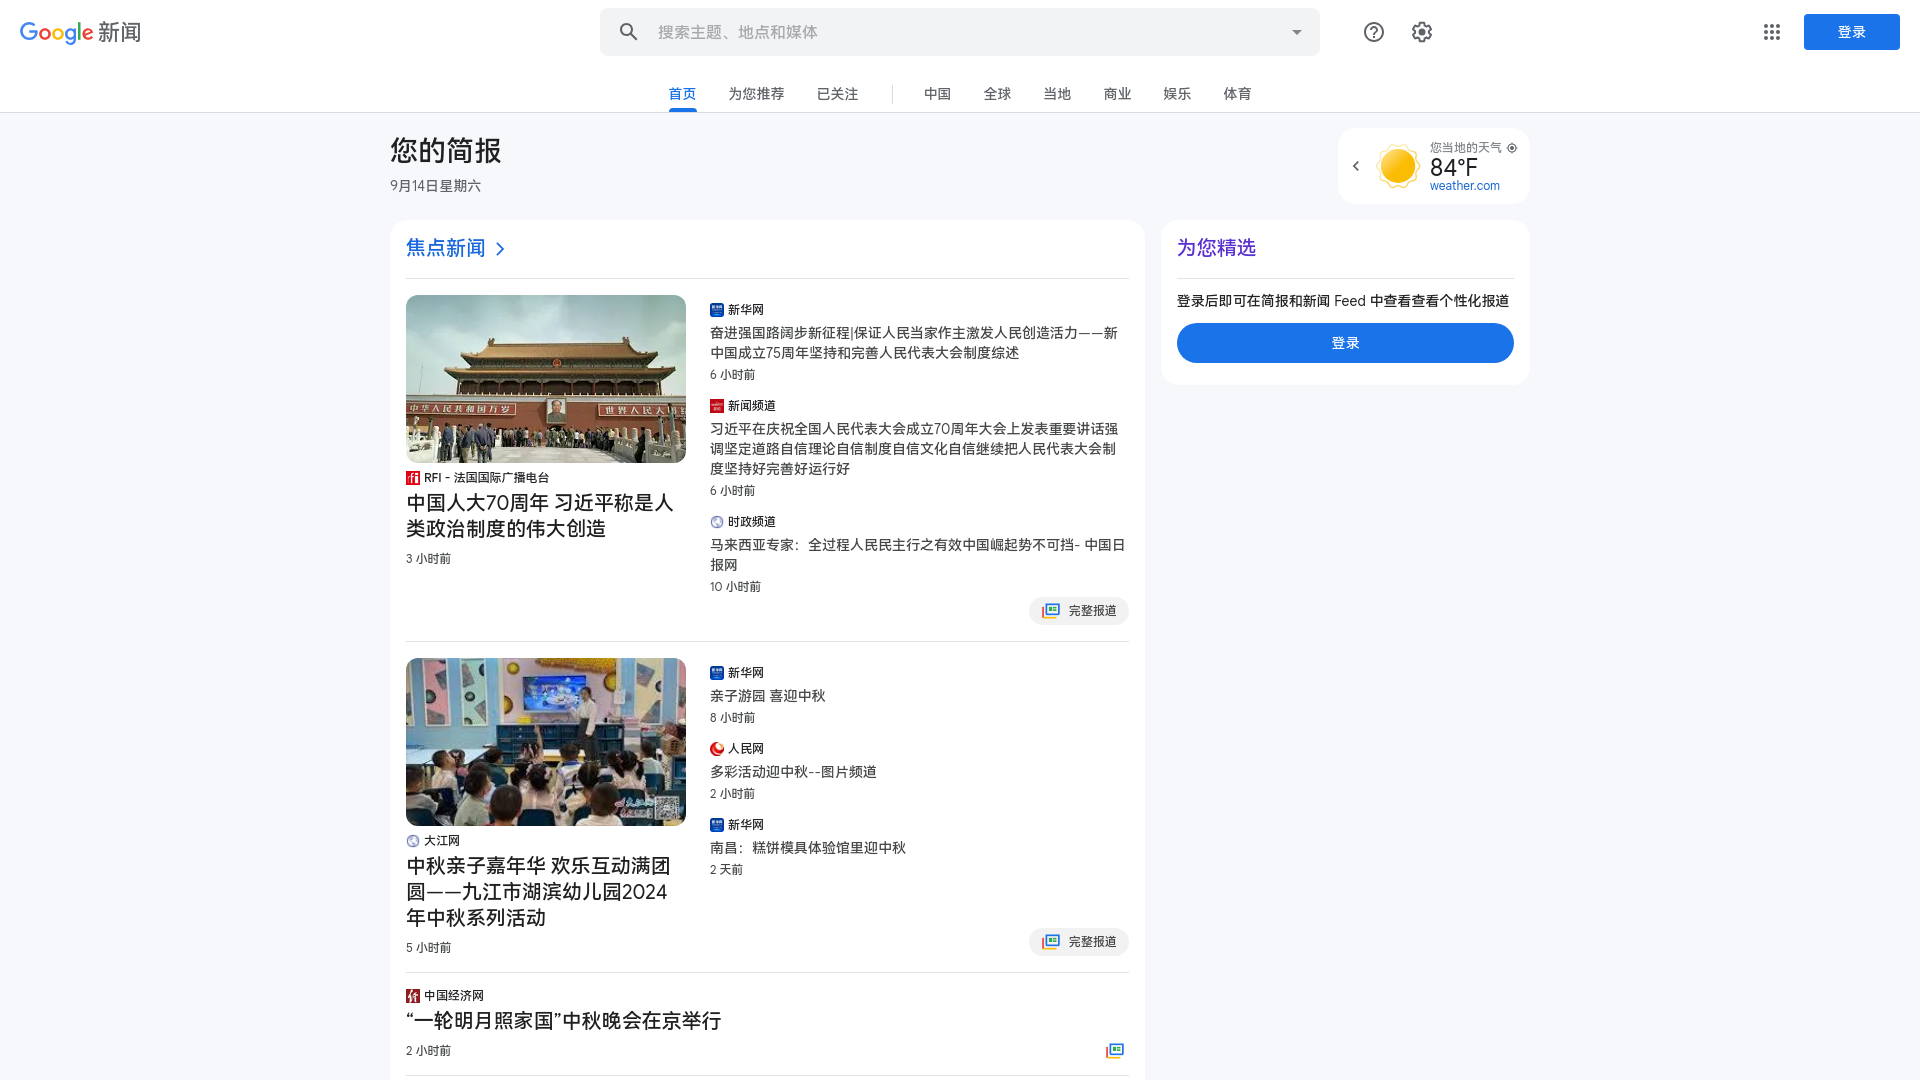 Google 新闻
搜索主题、地点和媒体
登录
首页
为您推荐
已关注
中国
全球
当地
商业
娱乐
体育
您的简报
9月14日星期六
您当地的天气
84°F
weather.com
焦点新闻
中华人民共和国万岁
世界人民大
RFI - 法国国际广播电台
中国人大70周年 习近平称是人
类政治制度的伟大创造
3 小时前
新华网
奋进强国路阔步新征程|保证人民当家作主激发人民创造活力——新
中国成立75周年坚持和完善人民代表大会制度综述
6 小时前
新闻频道
习近平在庆祝全国人民代表大会成立70周年大会上发表重要讲话强
调坚定道路自信理论自信制度自信文化自信继续把人民代表大会制
度坚持好完善好运行好
6 小时前
时政频道
马来西亚专家：全过程人民民主行之有效中国崛起势不可挡- 中国日
报网
10 小时前
完整报道
大江网
中秋亲子嘉年华 欢乐互动满团
圆——九江市湖滨幼儿园2024
年中秋系列活动
5 小时前
新华网
亲子游园 喜迎中秋
8 小时前
人民网
多彩活动迎中秋--图片频道
2 小时前
新华网
南昌：糕饼模具体验馆里迎中秋
2 天前
完整报道
中国经济网
“一轮明月照家国”中秋晚会在京举行
2 小时前
为您精选
登录后即可在简报和新闻 Feed 中查看查看个性化报道
登录